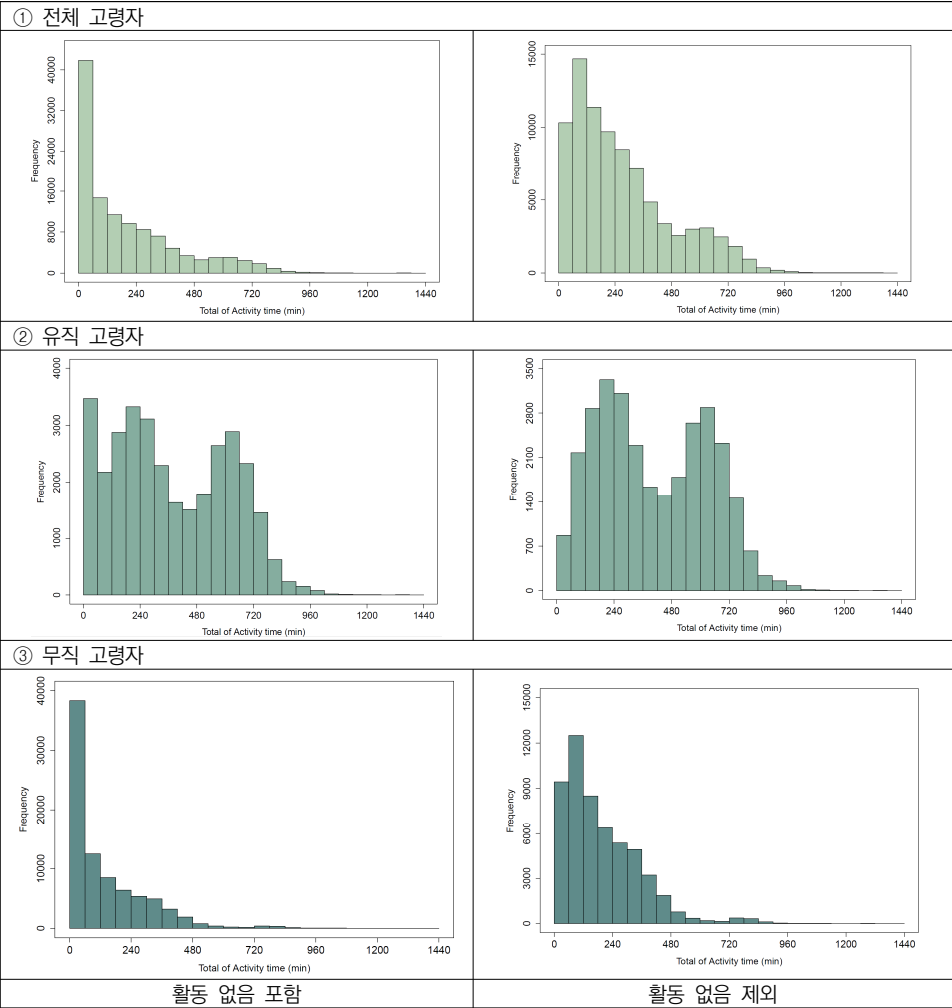 ① 전체 고령자
Frequency
40000
32000
24000
16000
8000
0
0 240 480 720 960 1200 1440
Total of Activity time (min)
Frequency
15000
10000
5000
0
0 240 480 720 960 1200 1440
Total of Activity time (min)
② 유직 고령자
Frequency
4000
3000
2000
1000
0
0 240 480 720 960 1200 1440
Total of Activity time (min)
Frequency
3500
2800
2100
1400
700
0
0 240 480 720 960 1200 1440
Total of Activity time (min)
③ 무직 고령자
Frequency
40000
30000
20000
10000
0
0 240 480 720 960 1200 1440
Total of Activity time (min)
Frequency
15000
12000
9000
6000
3000
0
0 240 480 720 960 1200 1440
Total of Activity time (min)
활동 없음 포함
활동 없음 제외